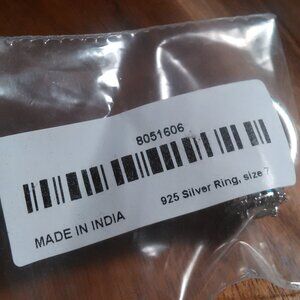 8051606
MADE IN INDIA
925 Silver Ring, size 7